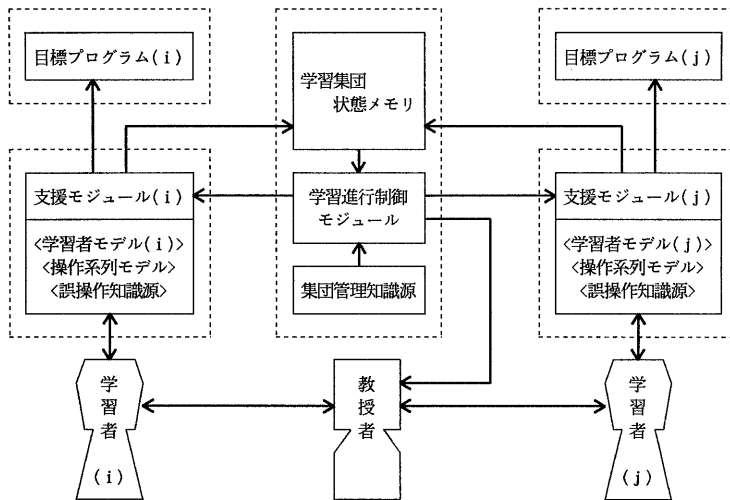 目標プログラム(i)
学習集団
状態メモリ
目標プログラム(j)
支援モジュール(i)
<学習者モデル(i)>
<操作系列モデル>
<誤操作知識源>
学習進行制御
モジュール
集団管理知識源
支援モジュール(j)
<学習者モデル(j)>
<操作系列モデル>
<誤操作知識源>
学習者
(i)
教授者
学習者
(j)